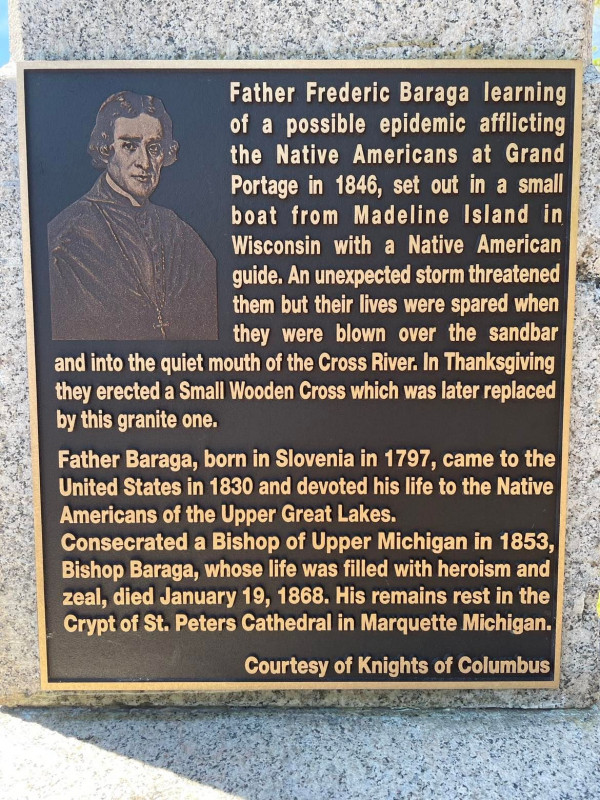 Father Frederic Baraga learning
of a possible epidemic afflicting
the Native Americans at Grand
Portage in 1846, set out in a small
boat from Madeline Island in
Wisconsin with a Native American
guide. An unexpected storm threatened
them but their lives were spared when
they were blown over the sandbar
and into the quiet mouth of the Cross River. In Thanksgiving
they erected a Small Wooden Cross which was later replaced
by this granite one.
Father Baraga, born in Slovenia in 1797, came to the
United States in 1830 and devoted his life to the Native
Americans of the Upper Great Lakes.
Consecrated a Bishop of Upper Michigan in 1853,
Bishop Baraga, whose life was filled with heroism and
zeal, died January 19, 1868. His remains rest in the
Crypt of St. Peters Cathedral in Marquette Michigan.
Courtesy of Knights of Columbus